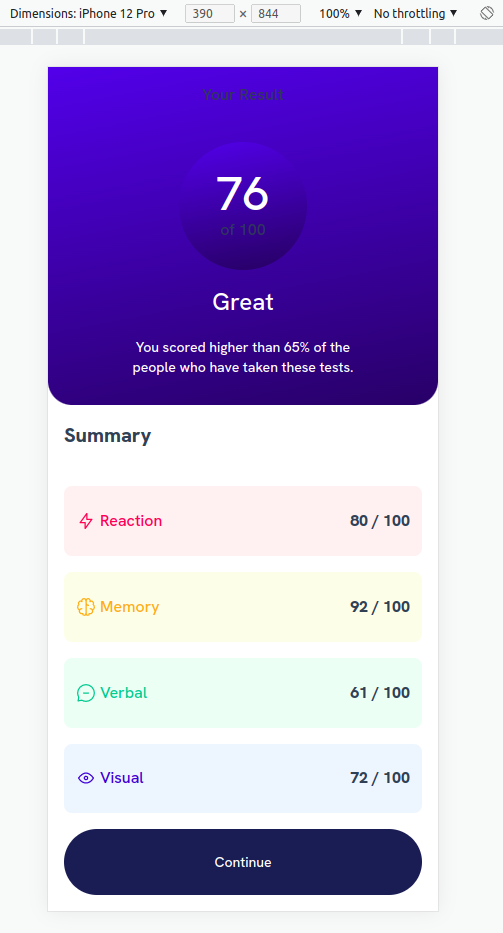 Dimensions: iPhone 12 Pro ▼ 390 × 844 100% ▼ No throttling ▼
Your Result
76
of 100
Great
You scored higher than 65% of the
people who have taken these tests.
Summary
Reaction 80 / 100
Memory 92 / 100
Verbal 61 / 100
Visual 72 / 100
Continue